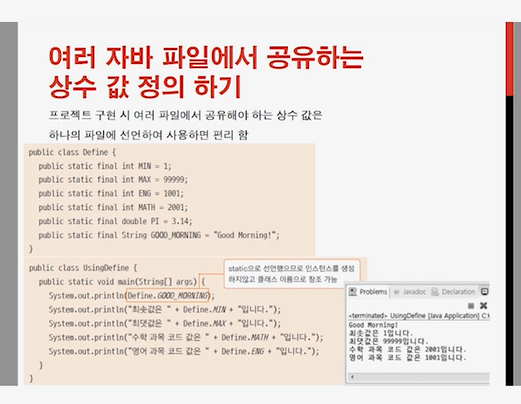 여러 자바 파일에서 공유하는
상수 값 정의 하기
프로젝트 구현 시 여러 파일에서 공유해야 하는 상수 값은
하나의 파일에 선언하여 사용하면 편리 함
public class Define {
public static final int MIN = 1;
public static final int MAX = 99999;
public static final int ENG = 1001;
public static final int MATH = 2001;
public static final double PI = 3.14;
public static final String GOOD_MORNING = "Good Morning!";
}
public class UsingDefine {
public static void main(String[] args) {
static으로 선언했으므로 인스턴스를 생성
하지않고 클래스 이름으로 참조 가능
System.out.println(Define.GOOD_MORNING);
System.out.println("최솟값은 " + Define.MIN + "입니다.");
System.out.println("최댓값은 " + Define.MAX + "입니다.");
System.out.println("수학 과목 코드 값은 " + Define.MATH + "입니다.");
System.out.println("영어 과목 코드 값은 " + Define.ENG + "입니다.");
}
}
Problems @ Javadoc Declaration
<terminated> UsingDefine [Java Application] C:\
Good Morning!
최솟값은 1입니다.
최댓값은 99999입니다.
수학 과목 코드 값은 2001입니다.
영어 과목 코드 값은 1001입니다.